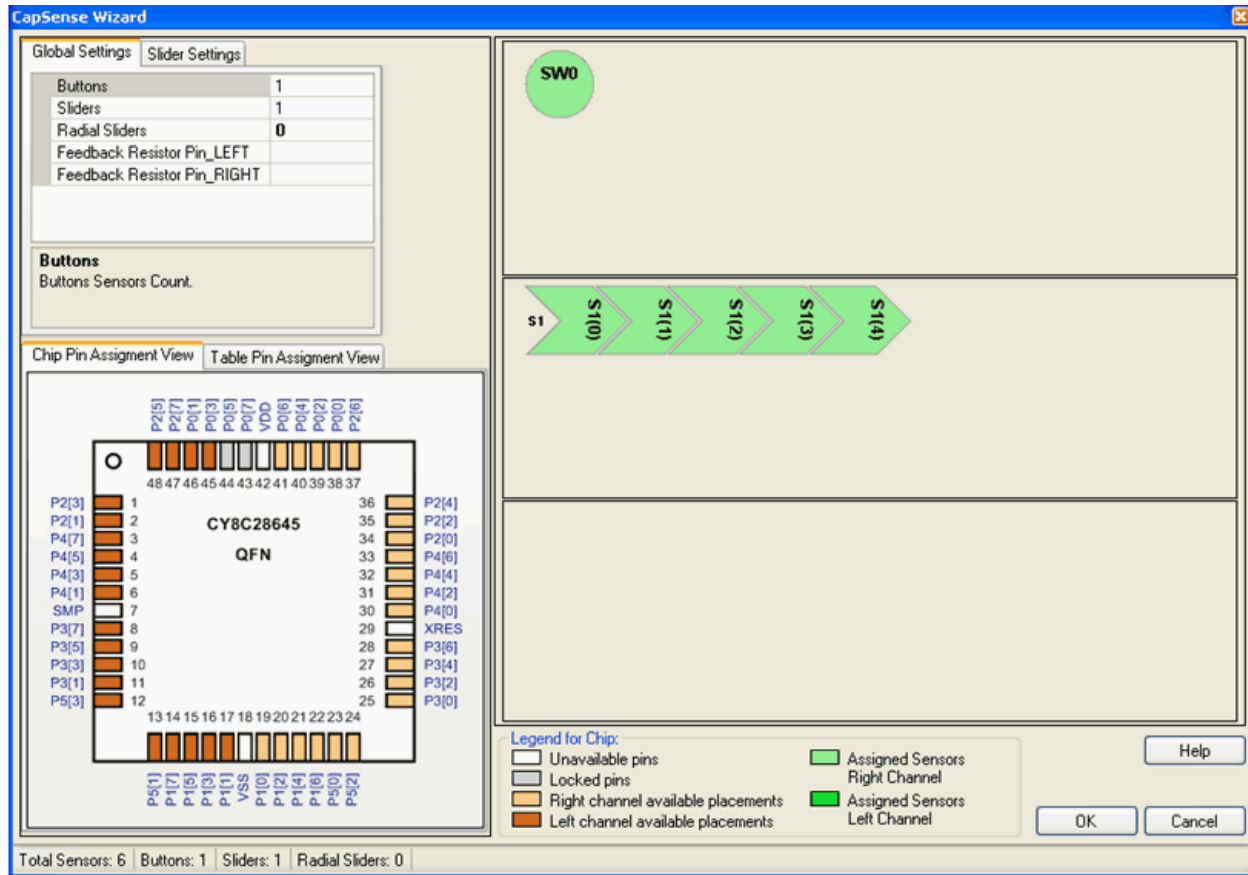 CapSense Wizard
Global Settings Slider Settings
Buttons 1
Sliders 1
Radial Sliders 0
Feedback Resistor Pin_LEFT
Feedback Resistor Pin_RIGHT
Buttons
Buttons Sensors Count.
Chip Pin Assigment View Table Pin Assigment View
P2[5] P2[7] P0[1] P0[3] P0[5] P0[7] VDD P0[6] P0[4] P0[2] P0[0] P2[6]
48 47 46 45 44 43 42 41 40 39 38 37
P2[3] 1 36 P2[4]
P2[1] 2 CY8C28645 35 P2[2]
P4[7] 3 34 P2[0]
P4[5] 4 QFN 33 P4[6]
P4[3] 5 32 P4[4]
P4[1] 6 31 P4[2]
SMP 7 30 P4[0]
P3[7] 8 29 XRES
P3[5] 9 28 P3[6]
P3[3] 10 27 P3[4]
P3[1] 11 26 P3[2]
P5[3] 12 25 P3[0]
13 14 15 16 17 18 19 20 21 22 23 24
P5[1] P1[7] P1[5] P1[3] P1[1] VSS P1[0] P1[2] P1[4] P1[6] P5[0] P5[2]
SW0
S1 S1(0) S1(1) S1(2) S1(3) S1(4)
Legend for Chip:
Unavailable pins
Locked pins
Right channel available placements
Left channel available placements
Assigned Sensors
Right Channel
Assigned Sensors
Left Channel
Help
OK Cancel
Total Sensors: 6 Buttons: 1 Sliders: 1 Radial Sliders: 0